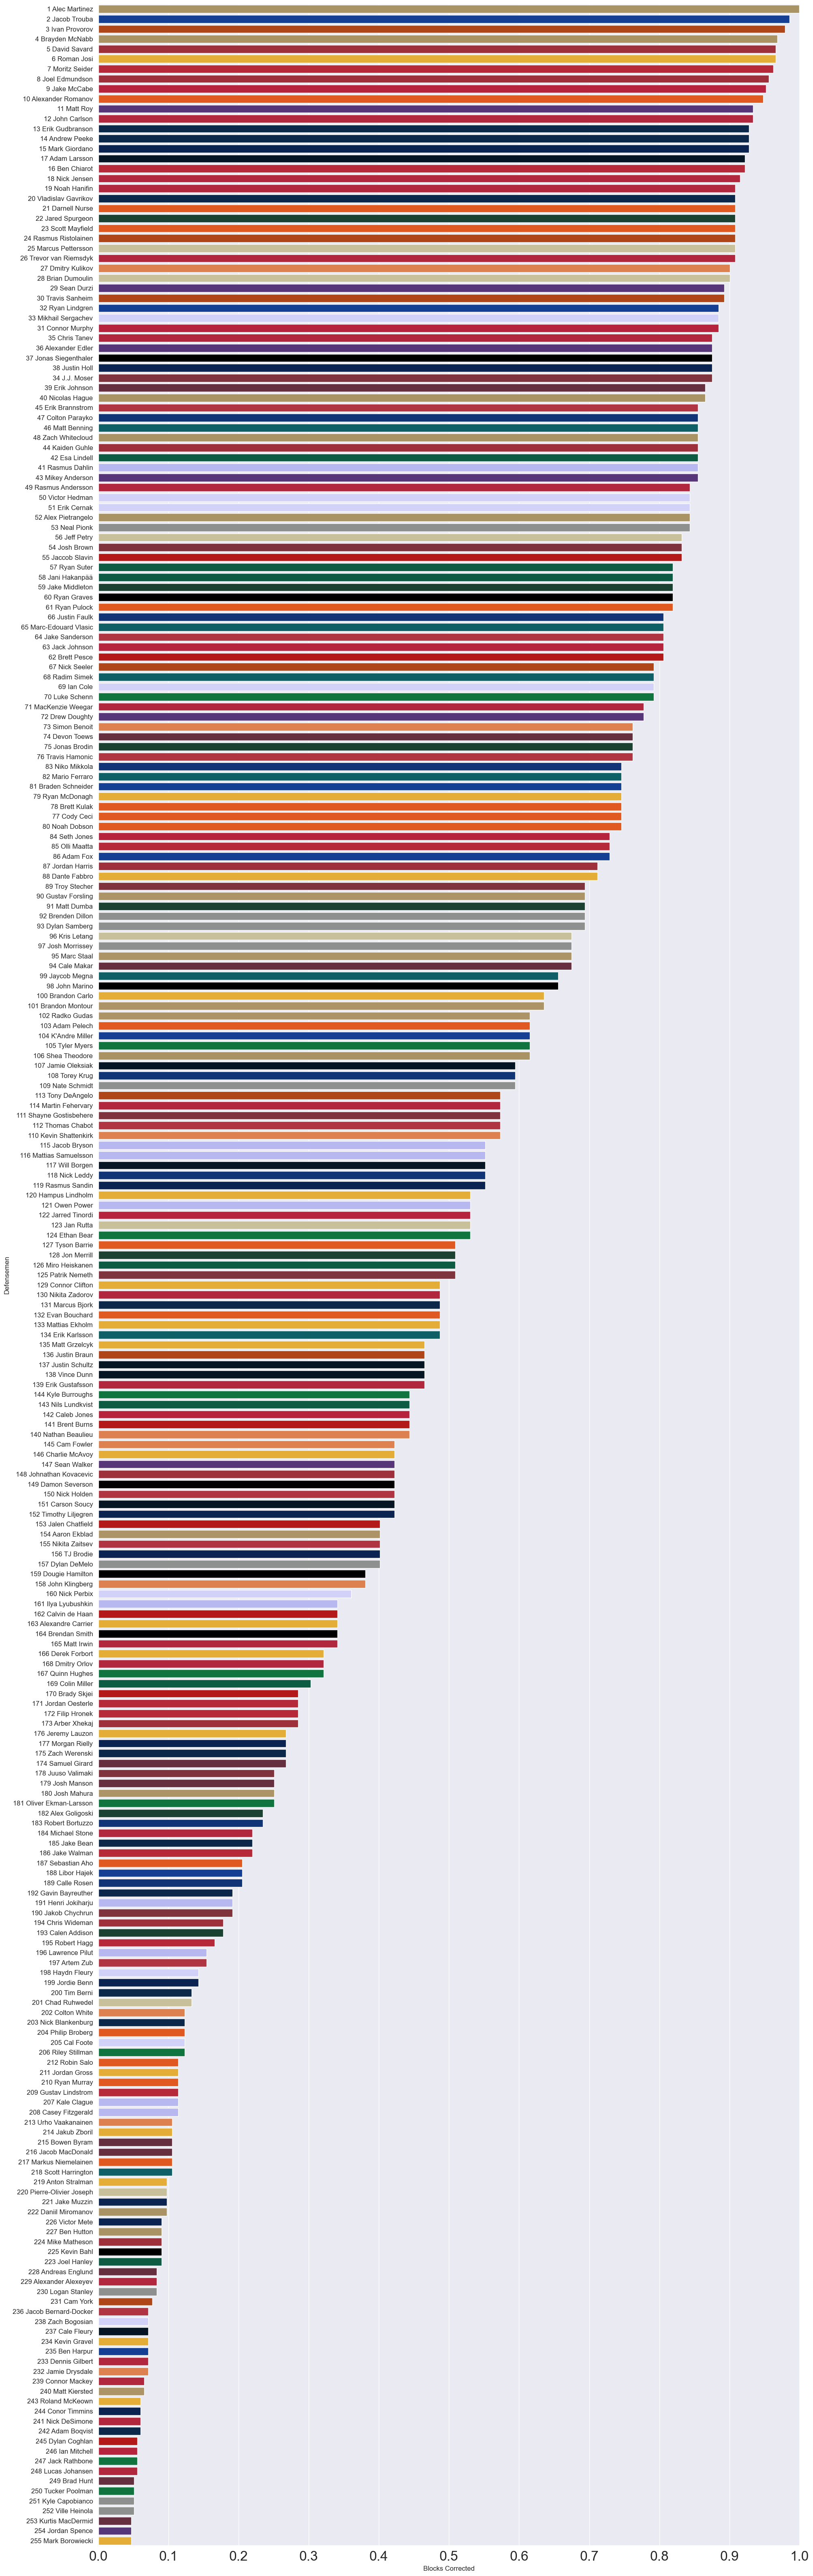 1 Alec Martinez
2 Jacob Trouba
3 Ivan Provorov
4 Brayden McNabb
5 David Savard
6 Roman Josi
7 Moritz Seider
8 Joel Edmundson
9 Jake McCabe
10 Alexander Romanov
11 Matt Roy
12 John Carlson
13 Erik Gudbranson
14 Andrew Peeke
15 Mark Giordano
17 Adam Larsson
16 Ben Chiarot
18 Nick Jensen
19 Noah Hanifin
20 Vladislav Gavrikov
21 Darnell Nurse
22 Jared Spurgeon
23 Scott Mayfield
24 Rasmus Ristolainen
25 Marcus Pettersson
26 Trevor van Riemsdyk
27 Dmitry Kulikov
28 Brian Dumoulin
29 Sean Durzi
30 Travis Sanheim
32 Ryan Lindgren
33 Mikhail Sergachev
31 Connor Murphy
35 Chris Tanev
36 Alexander Edler
37 Jonas Siegenthaler
38 Justin Holl
34 J.J. Moser
39 Erik Johnson
40 Nicolas Hague
45 Erik Brannstrom
47 Colton Parayko
46 Matt Benning
48 Zach Whitecloud
44 Kaiden Guhle
42 Esa Lindell
41 Rasmus Dahlin
43 Mikey Anderson
49 Rasmus Andersson
50 Victor Hedman
51 Erik Cernak
52 Alex Pietrangelo
53 Neal Pionk
56 Jeff Petry
54 Josh Brown
55 Jaccob Slavin
57 Ryan Suter
58 Jani Hakanpää
59 Jake Middleton
60 Ryan Graves
61 Ryan Pulock
66 Justin Faulk
65 Marc-Edouard Vlasic
64 Jake Sanderson
63 Jack Johnson
62 Brett Pesce
67 Nick Seeler
68 Radim Simek
69 Ian Cole
70 Luke Schenn
71 MacKenzie Weegar
72 Drew Doughty
73 Simon Benoit
74 Devon Toews
75 Jonas Brodin
76 Travis Hamonic
83 Niko Mikkola
82 Mario Ferraro
81 Braden Schneider
79 Ryan McDonagh
78 Brett Kulak
77 Cody Ceci
80 Noah Dobson
84 Seth Jones
85 Olli Maatta
86 Adam Fox
87 Jordan Harris
88 Dante Fabbro
89 Troy Stecher
90 Gustav Forsling
91 Matt Dumba
92 Brenden Dillon
93 Dylan Samberg
96 Kris Letang
97 Josh Morrissey
95 Marc Staal
94 Cale Makar
99 Jaycob Megna
98 John Marino
100 Brandon Carlo
101 Brandon Montour
102 Radko Gudas
103 Adam Pelech
104 K'Andre Miller
105 Tyler Myers
106 Shea Theodore
107 Jamie Oleksiak
108 Torey Krug
109 Nate Schmidt
113 Tony DeAngelo
114 Martin Fehervary
111 Shayne Gostisbehere
112 Thomas Chabot
110 Kevin Shattenkirk
115 Jacob Bryson
116 Mattias Samuelsson
117 Will Borgen
118 Nick Leddy
119 Rasmus Sandin
120 Hampus Lindholm
121 Owen Power
122 Jarred Tinordi
123 Jan Rutta
124 Ethan Bear
127 Tyson Barrie
128 Jon Merrill
126 Miro Heiskanen
125 Patrik Nemeth
129 Connor Clifton
130 Nikita Zadorov
131 Marcus Bjork
132 Evan Bouchard
133 Mattias Ekholm
134 Erik Karlsson
135 Matt Grzelcyk
136 Justin Braun
137 Justin Schultz
138 Vince Dunn
139 Erik Gustafsson
144 Kyle Burroughs
143 Nils Lundkvist
142 Caleb Jones
141 Brent Burns
140 Nathan Beaulieu
145 Cam Fowler
146 Charlie McAvoy
147 Sean Walker
148 Johnathan Kovacevic
149 Damon Severson
150 Nick Holden
151 Carson Soucy
152 Timothy Liljegren
153 Jalen Chatfield
154 Aaron Ekblad
155 Nikita Zaitsev
156 TJ Brodie
157 Dylan DeMelo
159 Dougie Hamilton
158 John Klingberg
160 Nick Perbix
161 Ilya Lyubushkin
162 Calvin de Haan
163 Alexandre Carrier
164 Brendan Smith
165 Matt Irwin
166 Derek Forbort
168 Dmitry Orlov
167 Quinn Hughes
169 Colin Miller
170 Brady Skjei
171 Jordan Oesterle
172 Filip Hronek
173 Arber Xhekaj
176 Jeremy Lauzon
177 Morgan Rielly
175 Zach Werenski
174 Samuel Girard
178 Juuso Valimaki
179 Josh Manson
180 Josh Mahura
181 Oliver Ekman-Larsson
182 Alex Goligoski
183 Robert Bortuzzo
184 Michael Stone
185 Jake Bean
186 Jake Walman
187 Sebastian Aho
188 Libor Hajek
189 Calle Rosen
192 Gavin Bayreuther
191 Henri Jokiharju
190 Jakob Chychrun
194 Chris Wideman
193 Calen Addison
195 Robert Hagg
196 Lawrence Pilut
197 Artem Zub
198 Haydn Fleury
199 Jordie Benn
200 Tim Berni
201 Chad Ruhwedel
202 Colton White
203 Nick Blankenburg
204 Philip Broberg
205 Cal Foote
206 Riley Stillman
212 Robin Salo
211 Jordan Gross
210 Ryan Murray
209 Gustav Lindstrom
207 Kale Clague
208 Casey Fitzgerald
213 Urho Vaakanainen
214 Jakub Zboril
215 Bowen Byram
216 Jacob MacDonald
217 Markus Niemelainen
218 Scott Harrington
219 Anton Stralman
220 Pierre-Olivier Joseph
221 Jake Muzzin
222 Daniil Miromanov
226 Victor Mete
227 Ben Hutton
224 Mike Matheson
225 Kevin Bahl
223 Joel Hanley
228 Andreas Englund
229 Alexander Alexeyev
230 Logan Stanley
231 Cam York
236 Jacob Bernard-Docker
238 Zach Bogosian
237 Cale Fleury
234 Kevin Gravel
235 Ben Harpur
233 Dennis Gilbert
232 Jamie Drysdale
239 Connor Mackey
240 Matt Kiersted
243 Roland McKeown
244 Conor Timmins
241 Nick DeSimone
242 Adam Boqvist
245 Dylan Coghlan
246 Ian Mitchell
247 Jack Rathbone
248 Lucas Johansen
249 Brad Hunt
250 Tucker Poolman
251 Kyle Capobianco
252 Ville Heinola
253 Kurtis MacDermid
254 Jordan Spence
255 Mark Borowiecki
Defensemen
0.0 0.1 0.2 0.3 0.4 0.5 0.6 0.7 0.8 0.9 1.0
Blocks Corrected